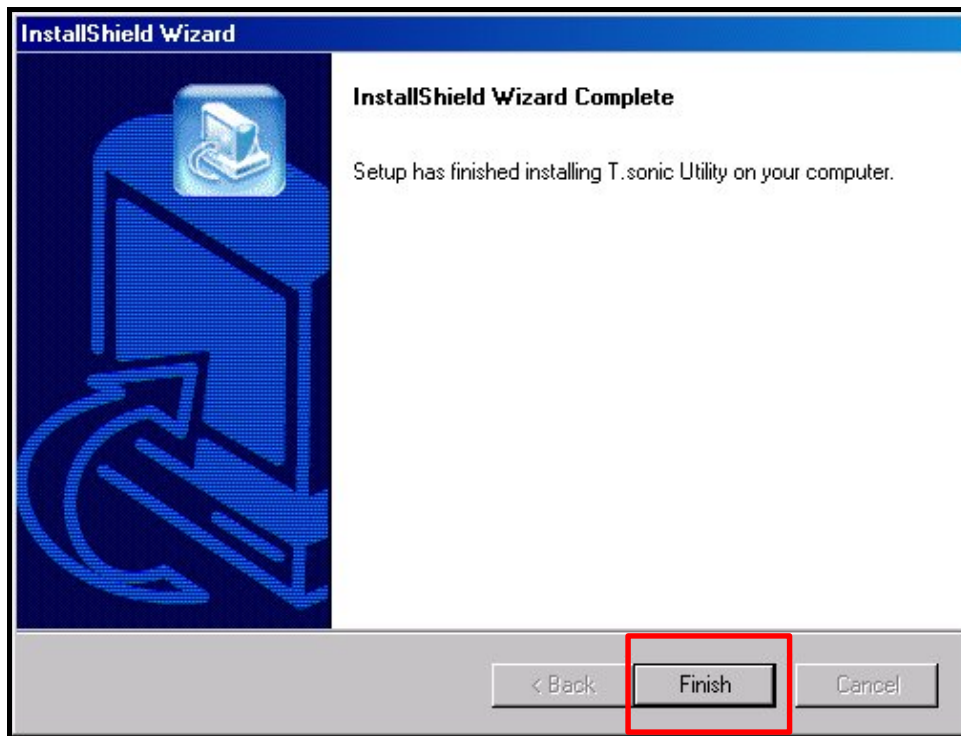 InstallShield Wizard
InstallShield Wizard Complete
Setup has finished installing T.sonic Utility on your computer.
< Back
Finish
Cancel